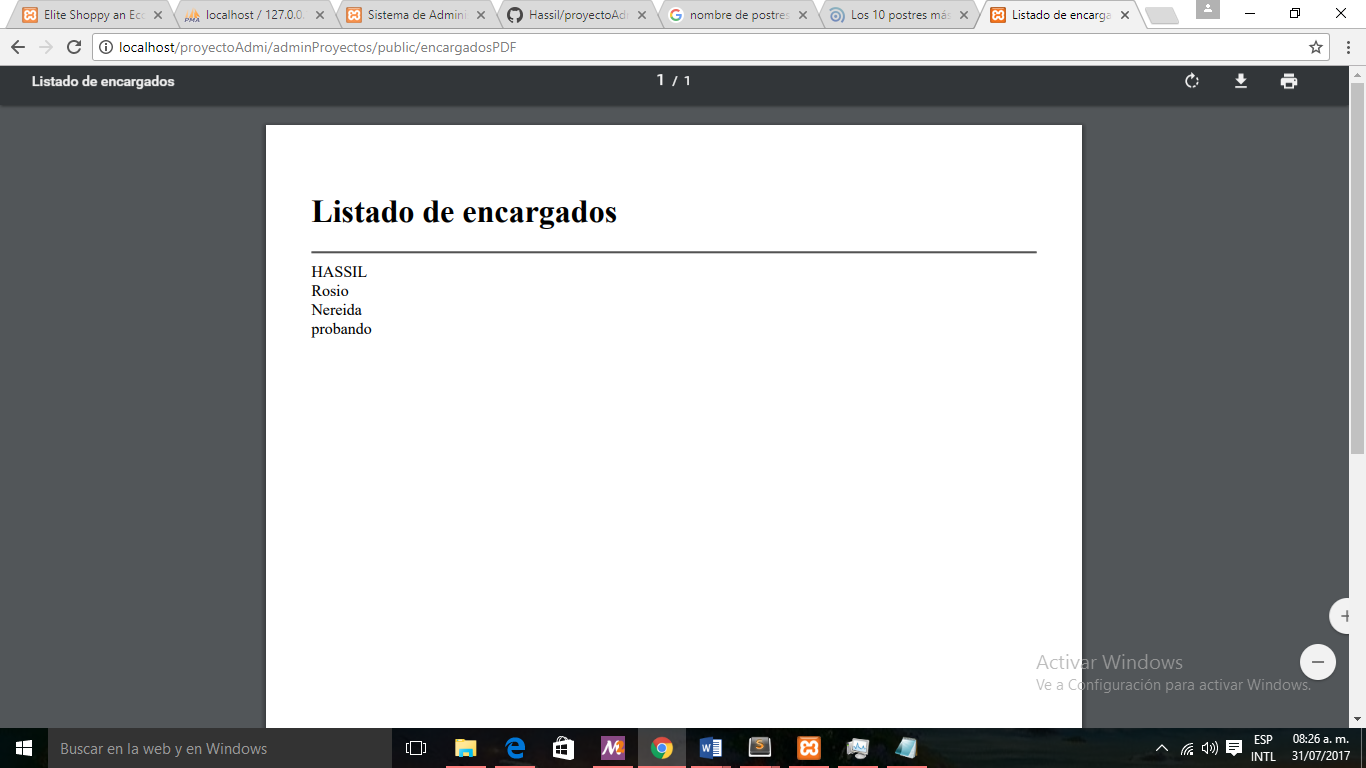 Elite Shoppy an Eco
localhost / 127.0.0.
Sistema de Admini
Hassil/proyectoAd
nombre de postres
Los 10 postres más
Listado de encarga
localhost/proyectoAdmi/adminProyectos/public/encargadosPDF
Listado de encargados
1 / 1
Listado de encargados
HASSIL
Rosio
Nereida
probando
Activar Windows
Ve a Configuración para activar Windows.
Buscar en la web y en Windows
ESP
INTL
08:26 a. m.
31/07/2017